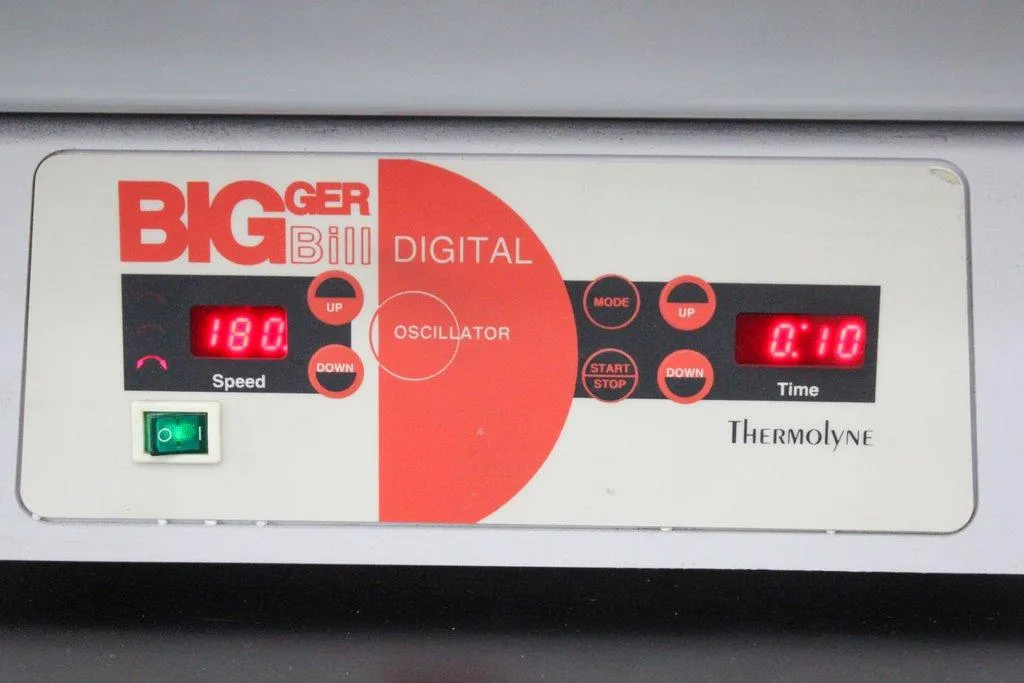 BIGGER
Bill DIGITAL
OSCILLATOR
180
Speed
UP
DOWN
MODE
START
STOP
UP
DOWN
0:10
Time
O I
THERMOLYNE